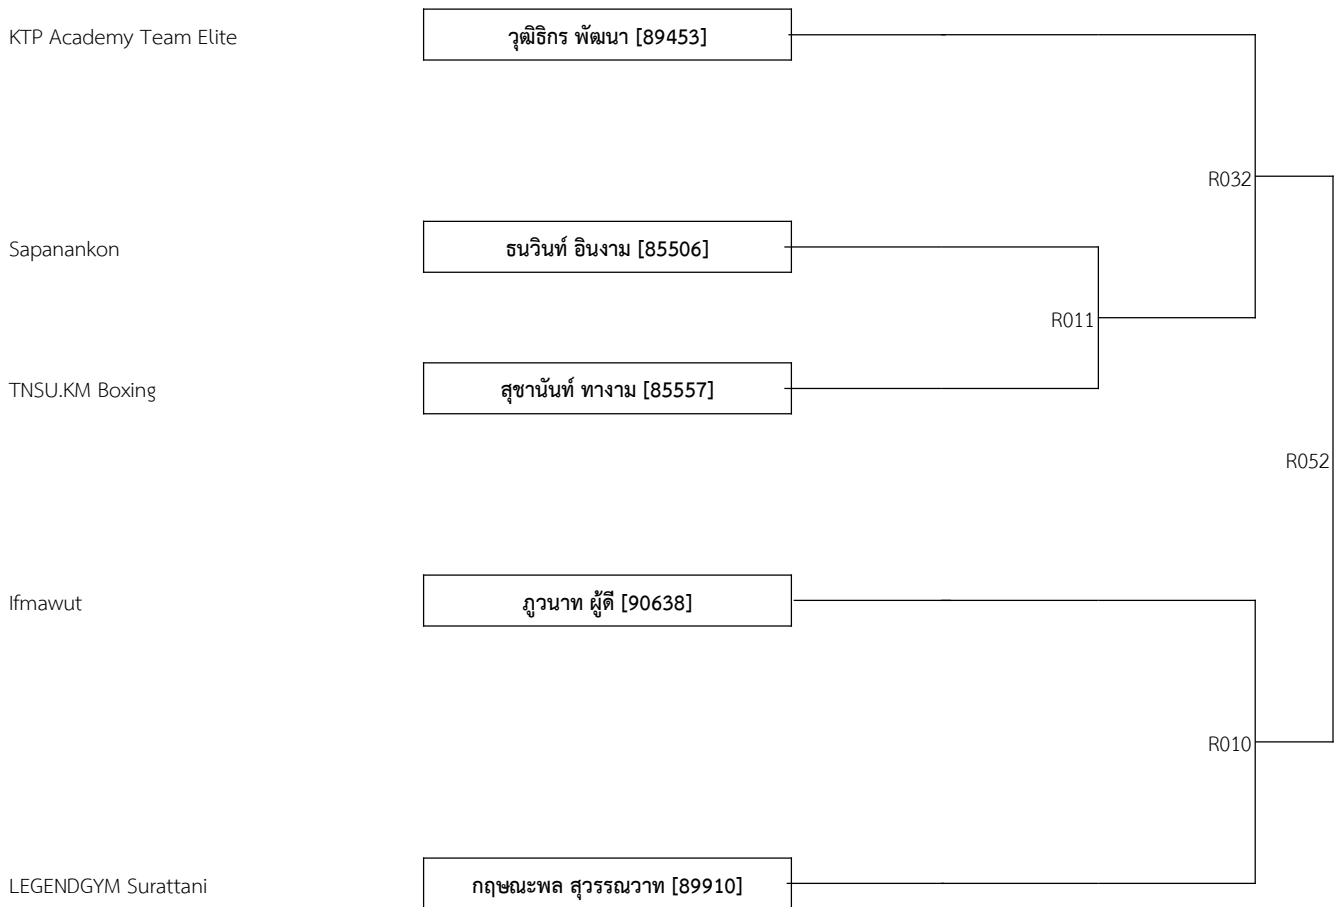 KTP Academy Team Elite
วุฒิธิกร พัฒนา [89453]
R032
Sapanankon
ธนวินท์ อินงาม [85506]
R011
TNSU.KM Boxing
สุชานันท์ ทางาม [85557]
R052
Ifmawut
ภูวนาท ผู้ดี [90638]
R010
LEGENDGYM Surattani
กฤษณะพล สุวรรณวาท [89910]